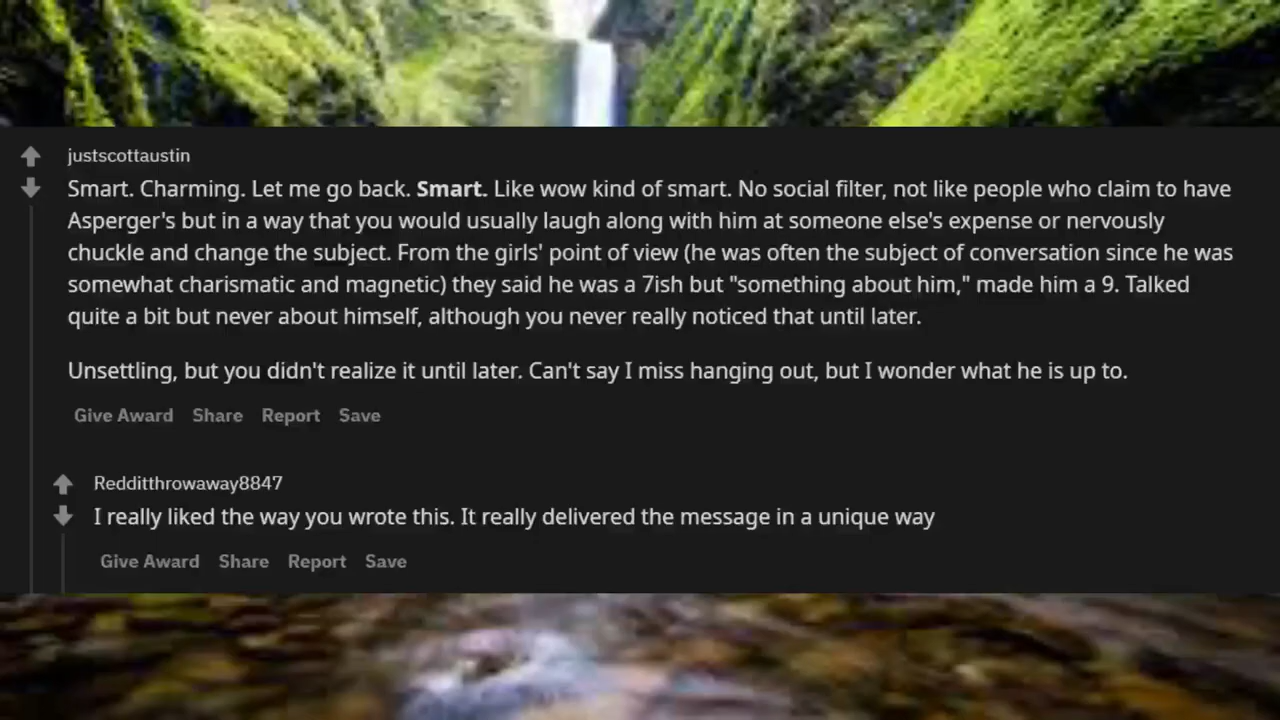 justscottaustin
Smart. Charming. Let me go back. Smart. Like wow kind of smart. No social filter, not like people who claim to have
Asperger's but in a way that you would usually laugh along with him at someone else's expense or nervously
chuckle and change the subject. From the girls' point of view (he was often the subject of conversation since he was
somewhat charismatic and magnetic) they said he was a 7ish but "something about him," made him a 9. Talked
quite a bit but never about himself, although you never really noticed that until later.
Unsettling, but you didn't realize it until later. Can't say I miss hanging out, but I wonder what he is up to.
Give Award Share Report Save
Redditthrowaway8847
I really liked the way you wrote this. It really delivered the message in a unique way
Give Award Share Report Save